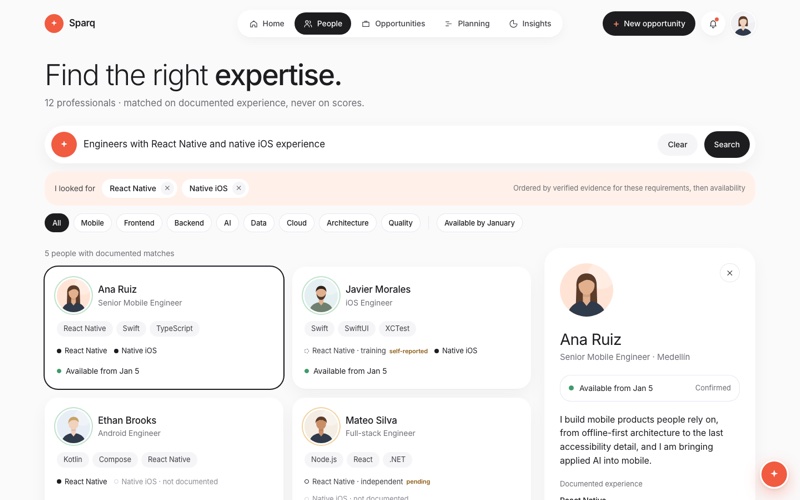 Sparq
Home
People
Opportunities
Planning
Insights
New opportunity
Find the right expertise.
12 professionals · matched on documented experience, never on scores.
Engineers with React Native and native iOS experience
Clear
Search
I looked for
React Native ×
Native iOS ×
Ordered by verified evidence for these requirements, then availability
All
Mobile
Frontend
Backend
AI
Data
Cloud
Architecture
Quality
Available by January
5 people with documented matches
Ana Ruiz
Senior Mobile Engineer
React Native
Swift
TypeScript
React Native
Native iOS
Available from Jan 5
Javier Morales
iOS Engineer
Swift
SwiftUI
XCTest
React Native · training self-reported
Native iOS
Available from Jan 5
Ethan Brooks
Android Engineer
Kotlin
Compose
React Native
React Native
Native iOS · not documented
Mateo Silva
Full-stack Engineer
Node.js
React
.NET
React Native · independent pending
Native iOS · not documented
Ana Ruiz
Senior Mobile Engineer · Medellín
Available from Jan 5
Confirmed
I build mobile products people rely on,
from offline-first architecture to the last
accessibility detail, and I am bringing
applied AI into mobile.
Documented experience
React Native